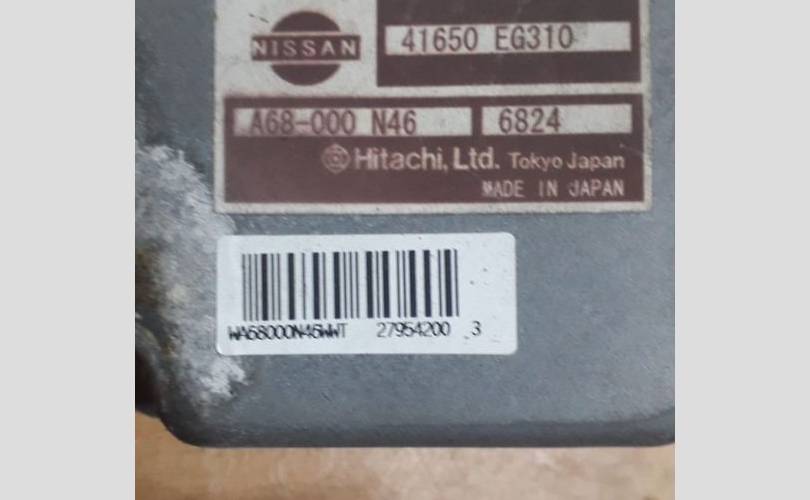 NISSAN
41650 EG310
A68-000 N46 6824
Hitachi, Ltd. Tokyo Japan
MADE IN JAPAN
WA68000N46WWT 27954200 3